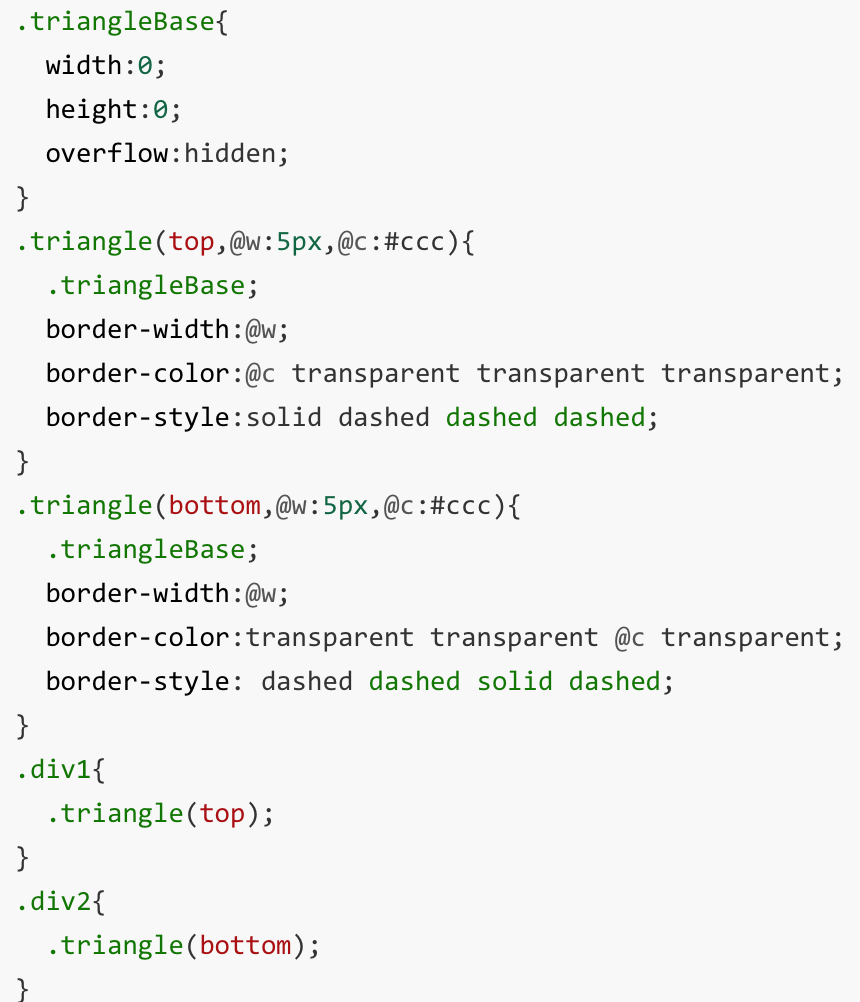 .triangleBase{
  width:0;
  height:0;
  overflow:hidden;
}
.triangle(top,@w:5px,@c:#ccc){
  .triangleBase;
  border-width:@w;
  border-color:@c transparent transparent transparent;
  border-style:solid dashed dashed dashed;
}
.triangle(bottom,@w:5px,@c:#ccc){
  .triangleBase;
  border-width:@w;
  border-color:transparent transparent @c transparent;
  border-style: dashed dashed solid dashed;
}
.div1{
  .triangle(top);
}
.div2{
  .triangle(bottom);
}